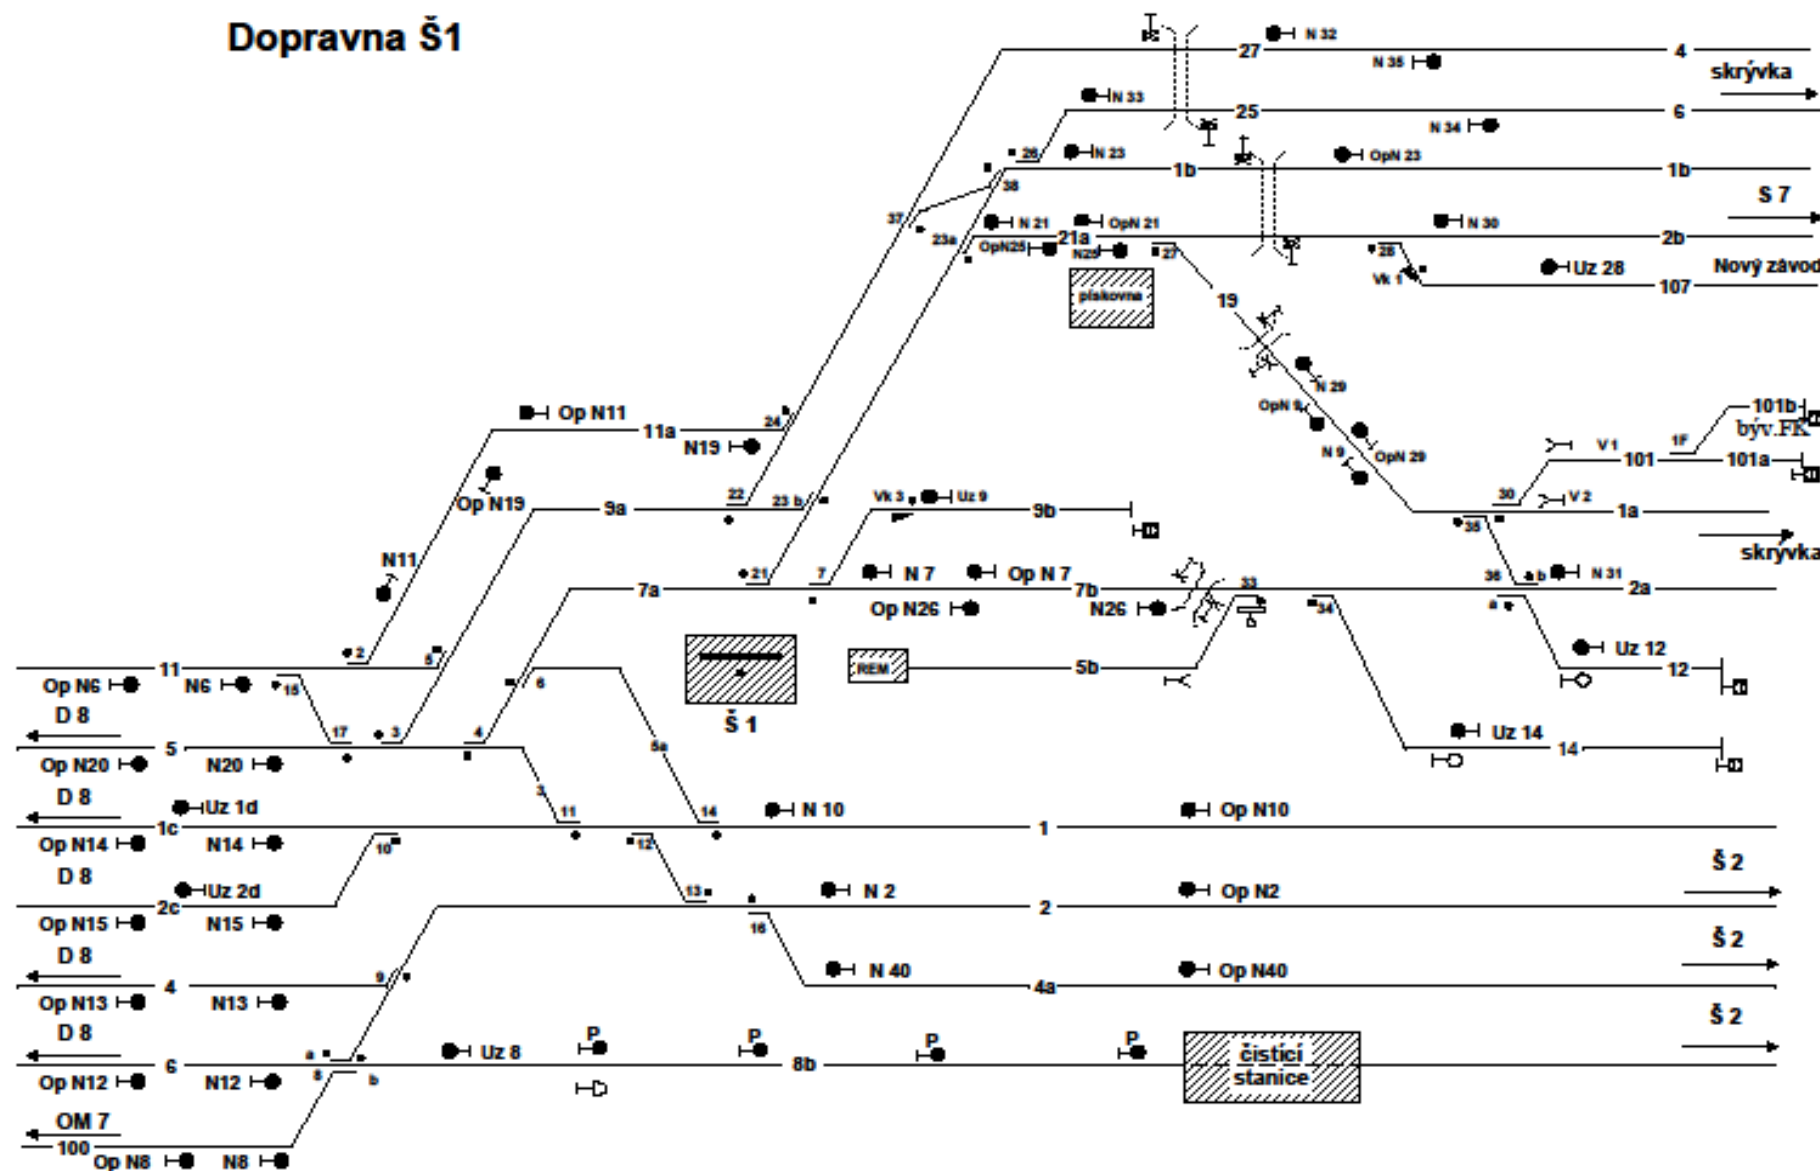 Dopravna Š1
N 32
27
4
N 35
skrývka
N 33
25
6
N 34
26
N 23
OpN 23
1b
1b
38
Š 7
37
N 21
OpN 21
N 30
23a
21a
2b
OpN25
N25
27
28
Uz 28
Nový závod
Vk 1
107
pískovna
19
N 29
OpN 9
101b
býv.FK
Op N11
24
11a
N19
N 9
OpN 29
V 1
1F
101
101a
Op N19
22
23 b
Vk 3
Uz 9
30
V 2
9a
9b
1a
35
skrývka
N11
21
7
N 7
Op N 7
33
36
b
N 31
7a
7b
2a
Op N26
N26
34
a
2
5
11
Uz 12
REM
5b
12
Op N6
N6
15
6
D 8
Š 1
17
3
4
5a
Uz 14
5
14
Op N20
N20
3
D 8
Uz 1d
11
14
N 10
Op N10
1c
1
Op N14
N14
10
12
D 8
Š 2
Uz 2d
13
N 2
Op N2
2c
2
Op N15
N15
16
D 8
Š 2
9
N 40
Op N40
4
4a
Op N13
N13
D 8
Š 2
P
P
P
P
a
Uz 8
čistící
stanice
6
8b
Op N12
N12
8
b
OM 7
100
Op N8
N8